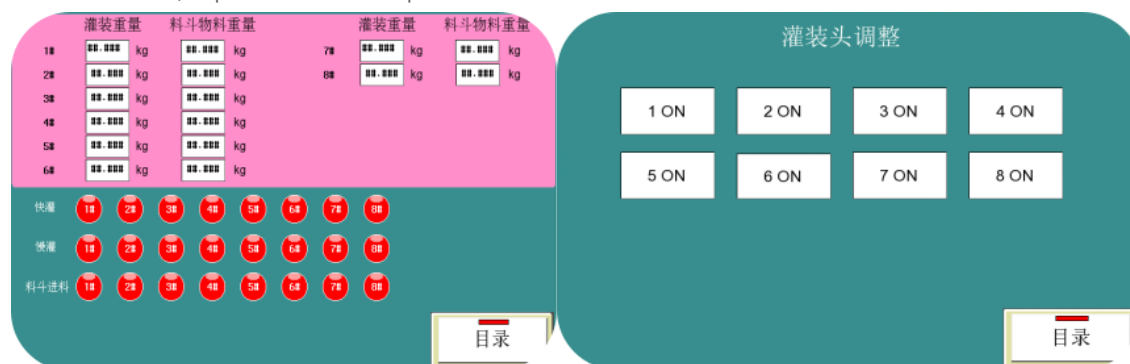 灌装重量 料斗物料重量 灌装重量 料斗物料重量
1# ##.### kg ##.### kg 7# ##.### kg ##.### kg
2# ##.### kg ##.### kg 8# ##.### kg ##.### kg
3# ##.### kg ##.### kg
4# ##.### kg ##.### kg
5# ##.### kg ##.### kg
6# ##.### kg ##.### kg
快灌 1# 2# 3# 4# 5# 6# 7# 8#
慢灌 1# 2# 3# 4# 5# 6# 7# 8#
料斗进料 1# 2# 3# 4# 5# 6# 7# 8#
目录
灌装头调整
1 ON 2 ON 3 ON 4 ON
5 ON 6 ON 7 ON 8 ON
目录